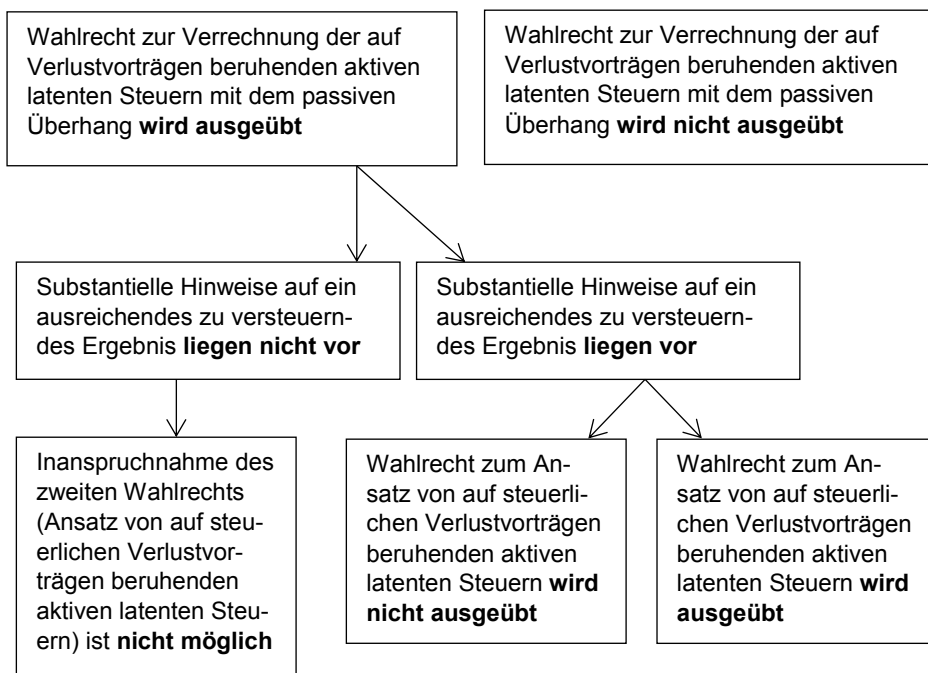 Wahlrecht zur Verrechnung der auf
Verlustvorträgen beruhenden aktiven
latenten Steuern mit dem passiven
Überhang wird ausgeübt
Wahlrecht zur Verrechnung der auf
Verlustvorträgen beruhenden aktiven
latenten Steuern mit dem passiven
Überhang wird nicht ausgeübt
Substantielle Hinweise auf ein
ausreichendes zu versteuern-
des Ergebnis liegen nicht vor
Substantielle Hinweise auf ein
ausreichendes zu versteuern-
des Ergebnis liegen vor
Inanspruchnahme des
zweiten Wahlrechts
(Ansatz von auf steu-
erlichen Verlustvor-
trägen beruhenden
aktiven latenten Steu-
ern) ist nicht möglich
Wahlrecht zum An-
satz von auf steuerli-
chen Verlustvorträgen
beruhenden aktiven
latenten Steuern wird
nicht ausgeübt
Wahlrecht zum An-
satz von auf steuerli-
chen Verlustvorträgen
beruhenden aktiven
latenten Steuern wird
ausgeübt